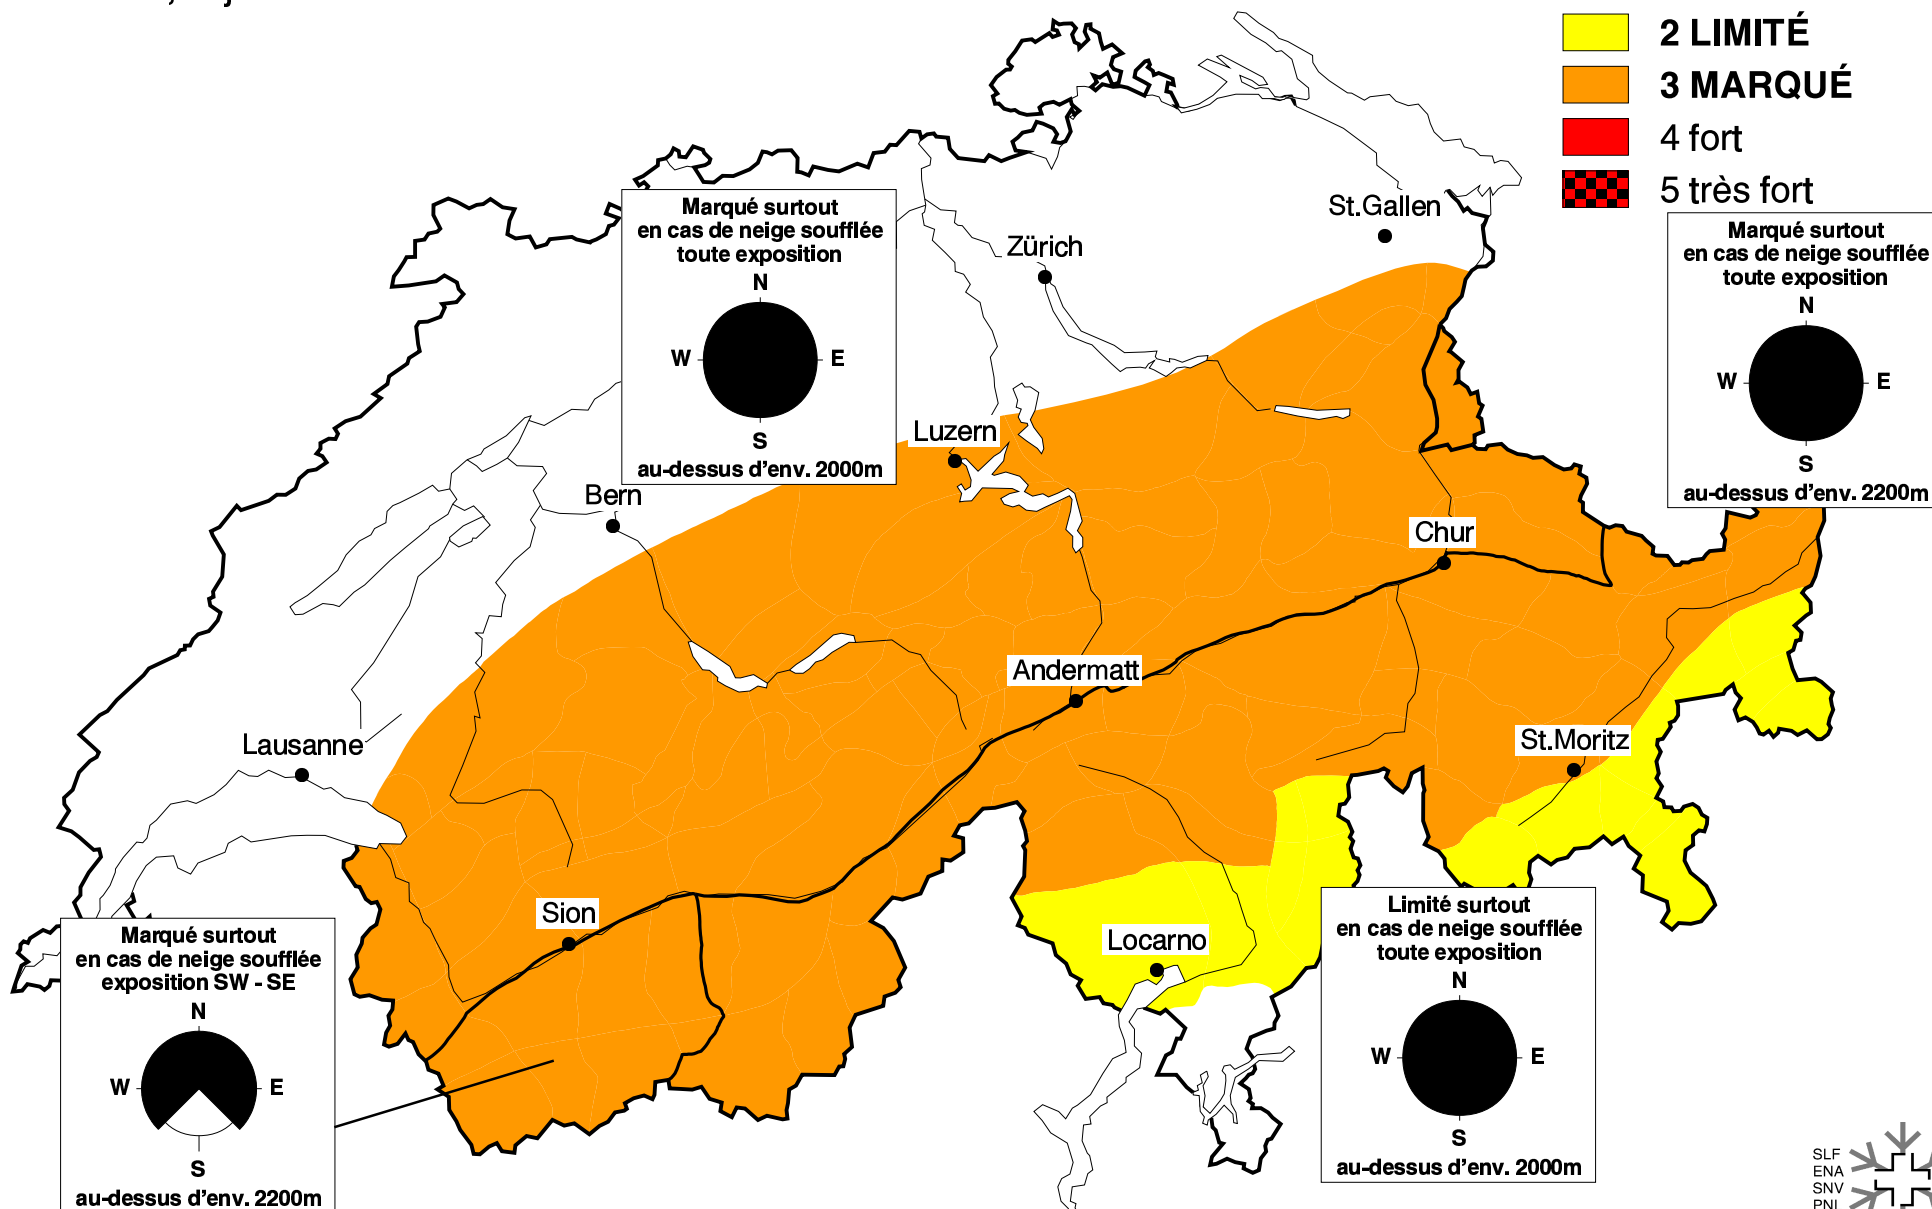 2 LIMITÉ
3 MARQUÉ
4 fort
5 très fort
Marqué surtout
en cas de neige soufflée
toute exposition
N
W E
S
au-dessus d'env. 2000m
St.Gallen
Zürich
Marqué surtout
en cas de neige soufflée
toute exposition
N
W E
S
au-dessus d'env. 2200m
Luzern
Bern
Chur
Andermatt
Lausanne
St.Moritz
Sion
Locarno
Marqué surtout
en cas de neige soufflée
exposition SW - SE
N
W E
S
au-dessus d'env. 2200m
Limité surtout
en cas de neige soufflée
toute exposition
N
W E
S
au-dessus d'env. 2000m
SLF
ENA
SNV
PNL